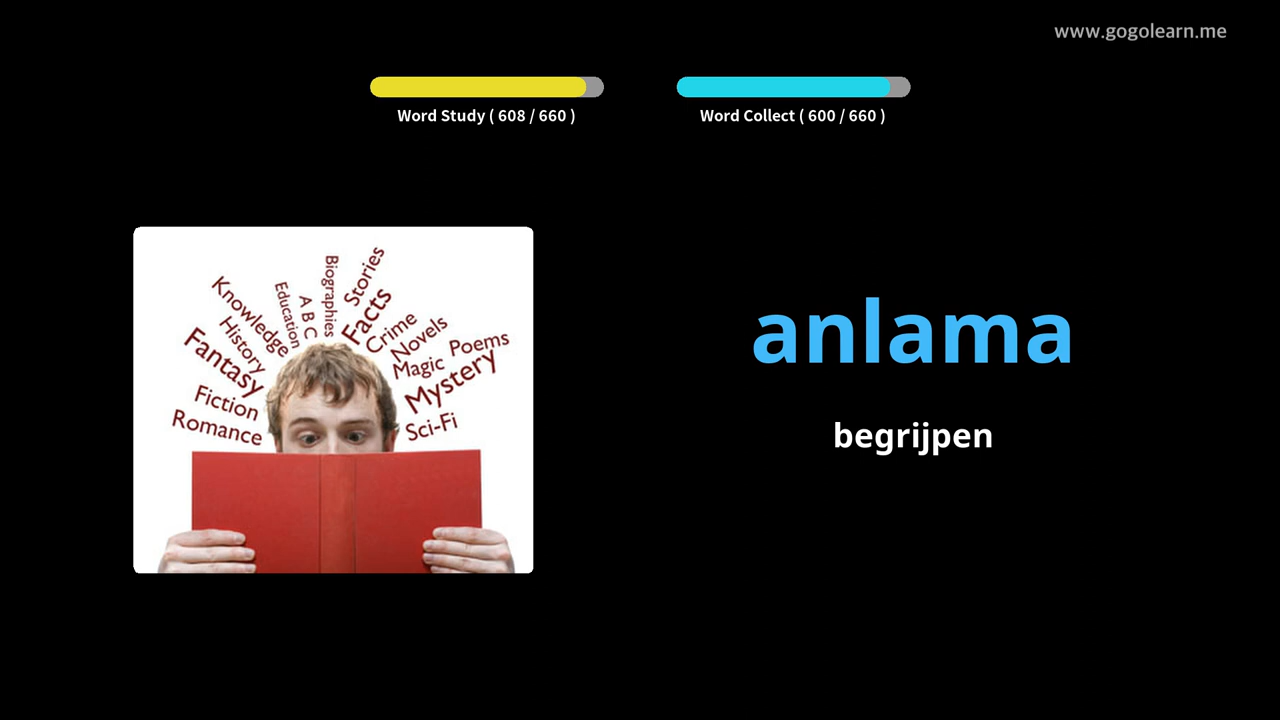 www.gogolearn.me
Word Study ( 608 / 660 )
Word Collect ( 600 / 660 )
Knowledge
Education
A B C
Biographies
Stories
Facts
Crime
Novels
Poems
Magic
Mystery
Sci-Fi
History
Fantasy
Fiction
Romance
anlama
begrijpen